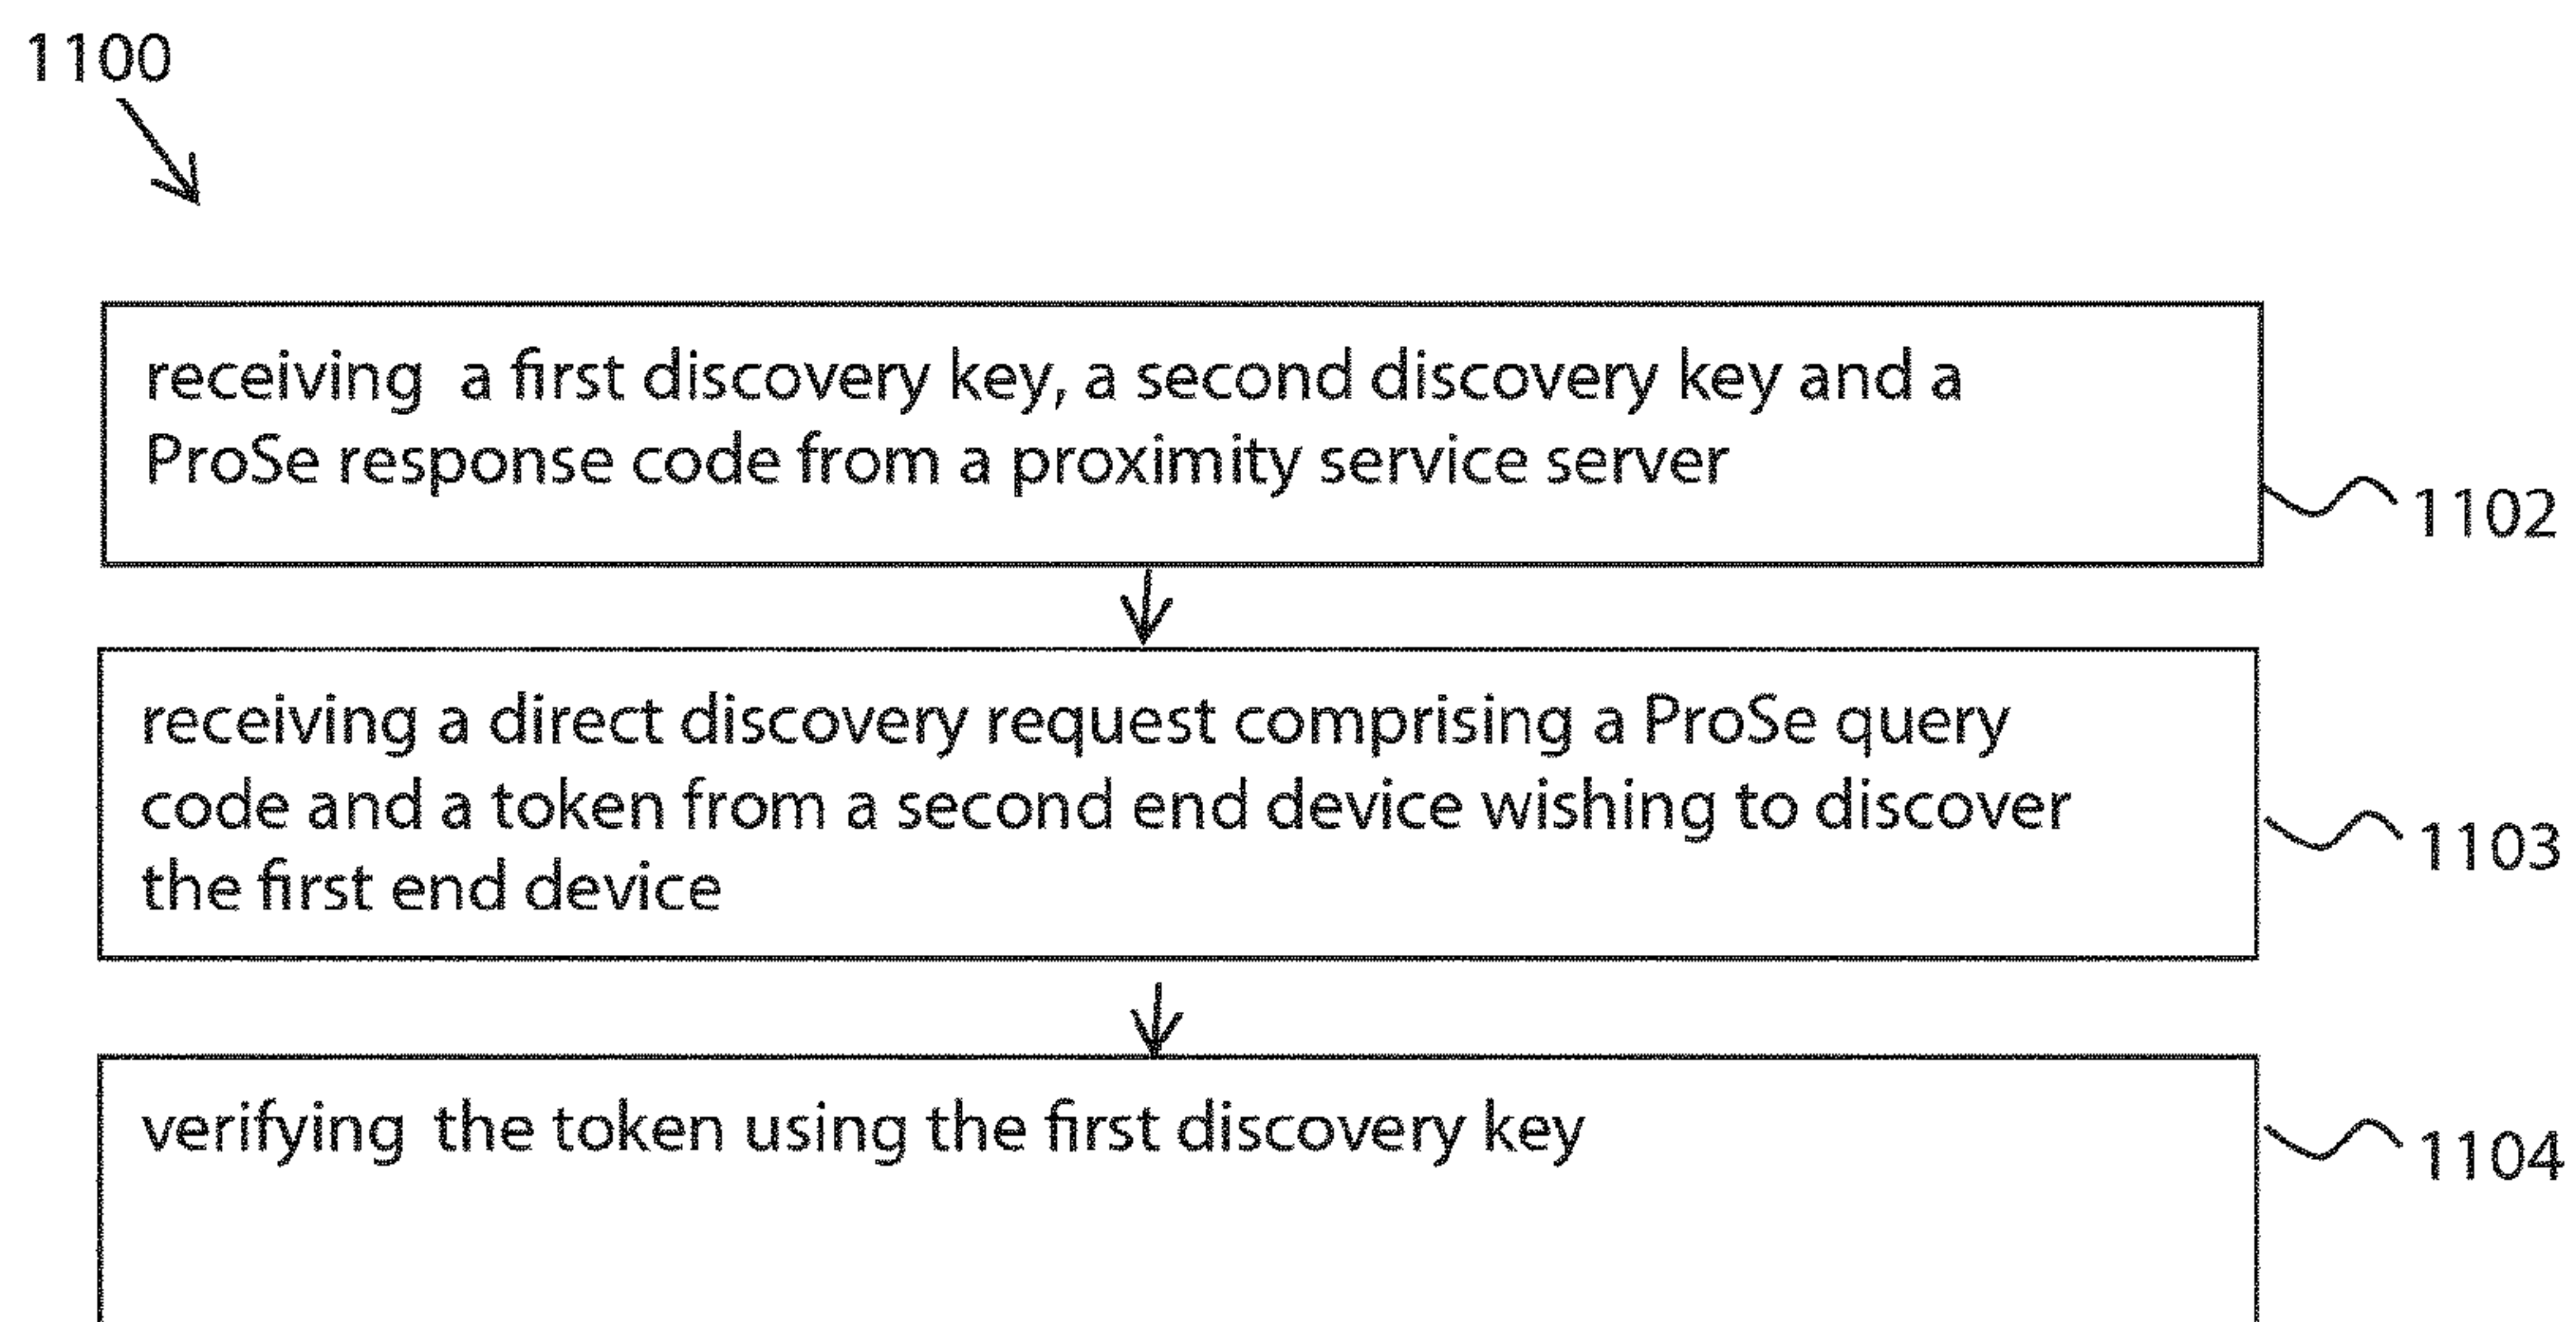 1100
receiving a first discovery key, a second discovery key and a
ProSe response code from a proximity service server
1102
receiving a direct discovery request comprising a ProSe query
code and a token from a second end device wishing to discover
the first end device
1103
verifying the token using the first discovery key
1104